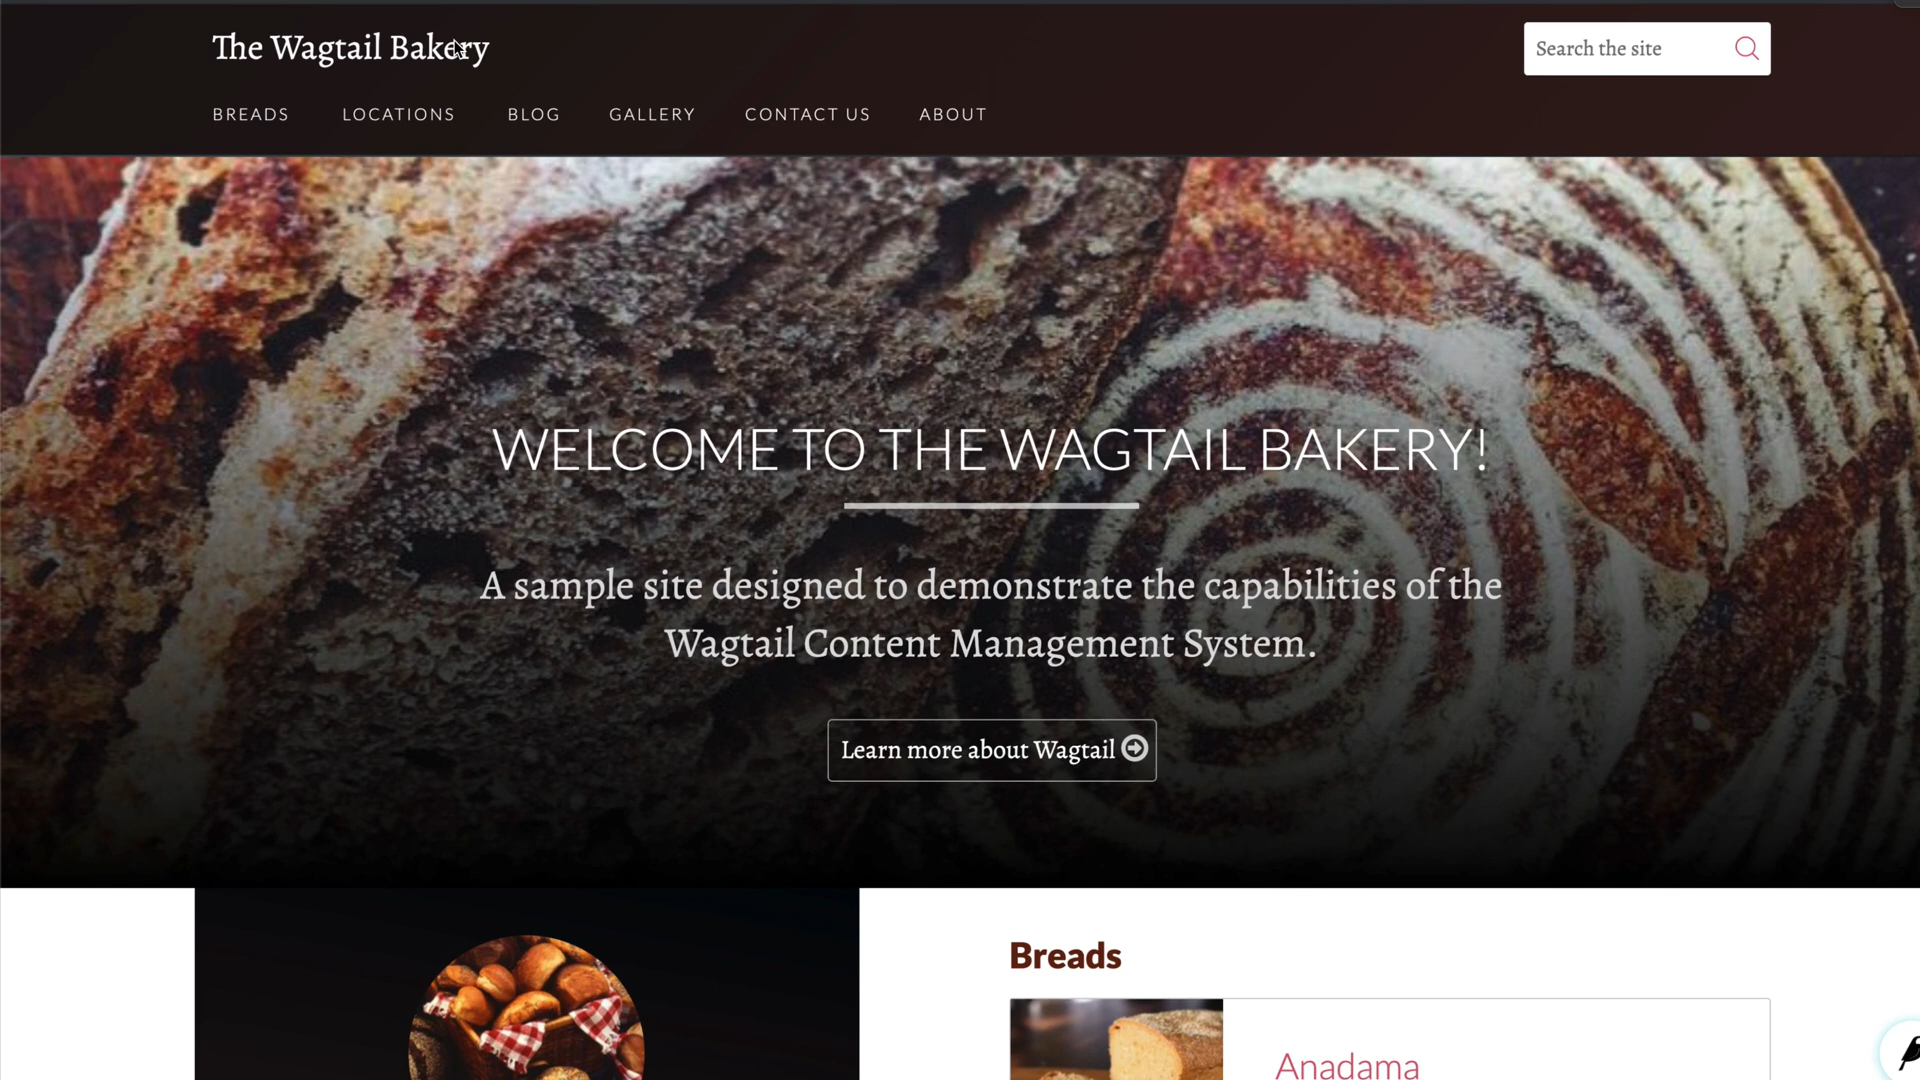 The Wagtail Bakery
Search the site
BREADS LOCATIONS BLOG GALLERY CONTACT US ABOUT
WELCOME TO THE WAGTAIL BAKERY!
A sample site designed to demonstrate the capabilities of the
Wagtail Content Management System.
Learn more about Wagtail
Breads
Anadama